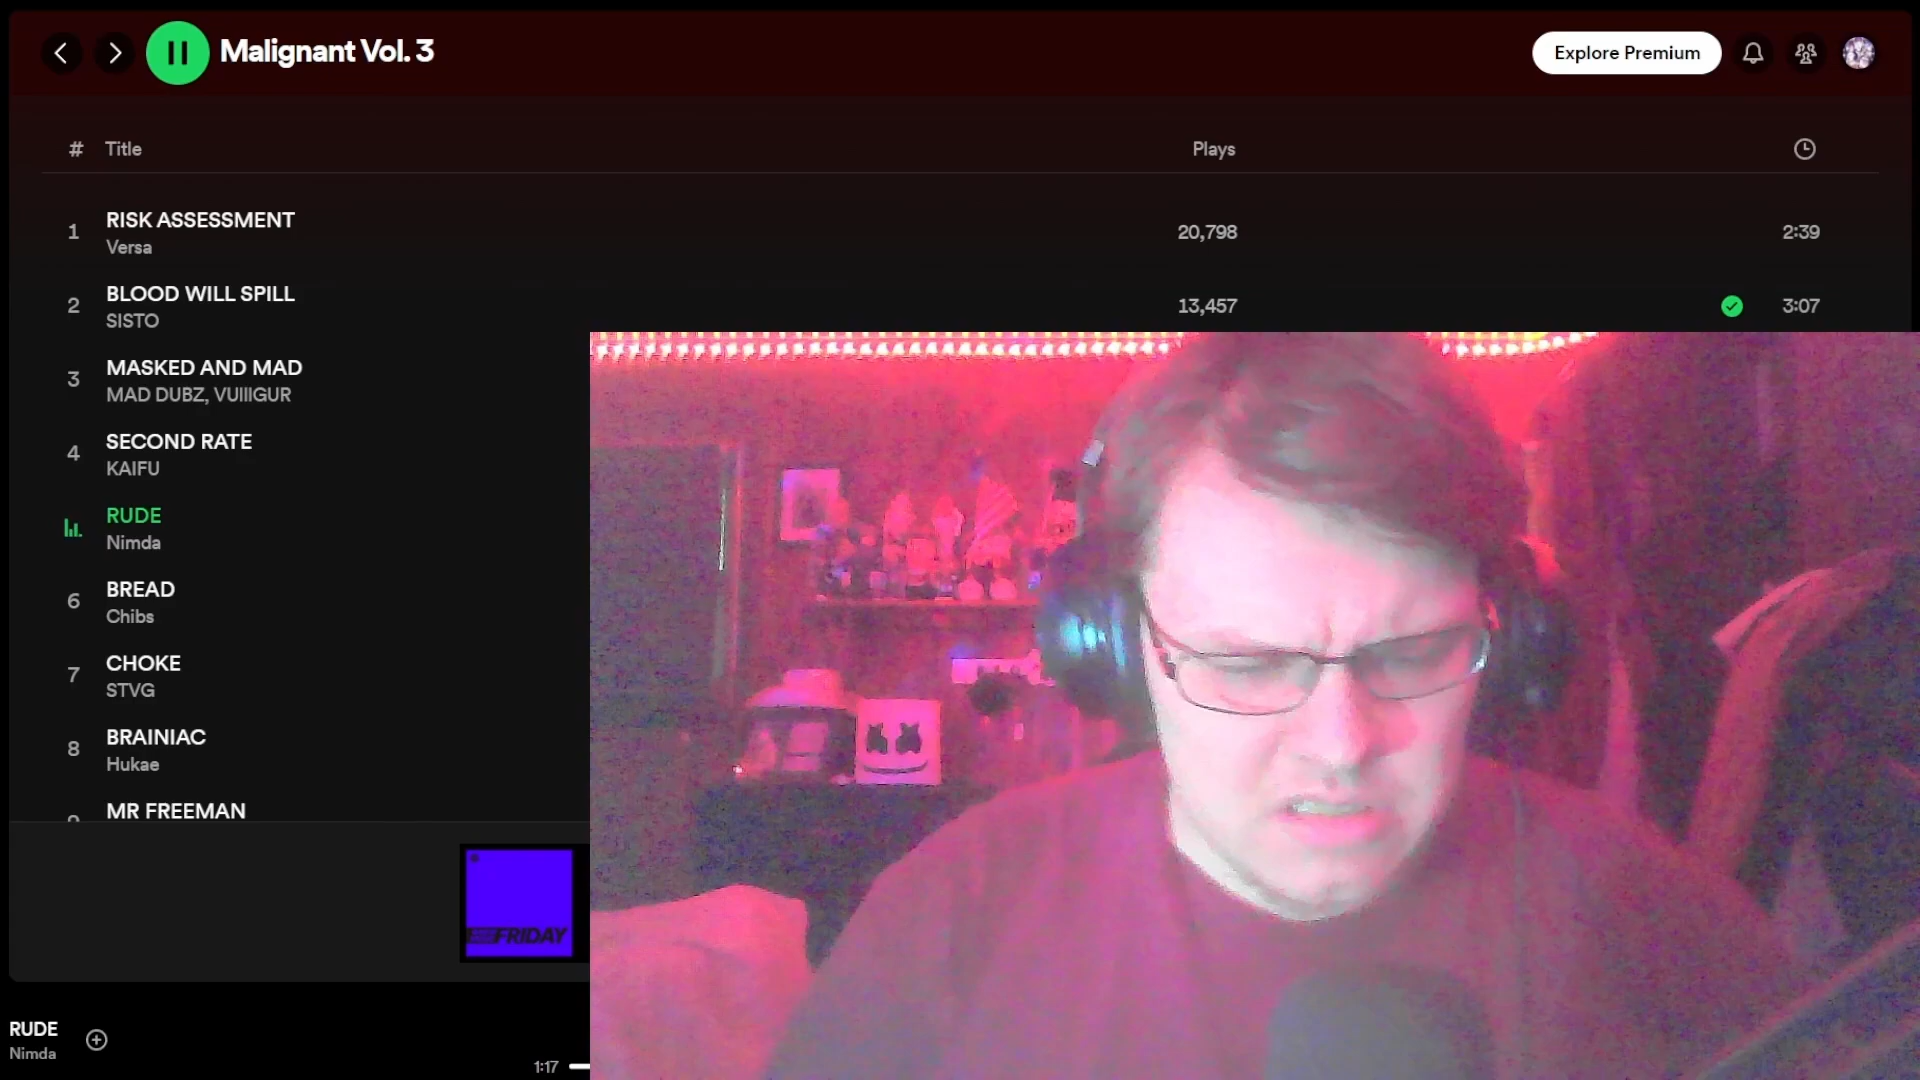 Malignant Vol. 3
Explore Premium
# Title Plays
1 RISK ASSESSMENT 20,798 2:39
Versa
2 BLOOD WILL SPILL 13,457 3:07
SISTO
3 MASKED AND MAD
MAD DUBZ, VUIIIGUR
4 SECOND RATE
KAIFU
RUDE
Nimda
6 BREAD
Chibs
7 CHOKE
STVG
8 BRAINIAC
Hukae
MR FREEMAN
FRIDAY
RUDE
Nimda
1:17